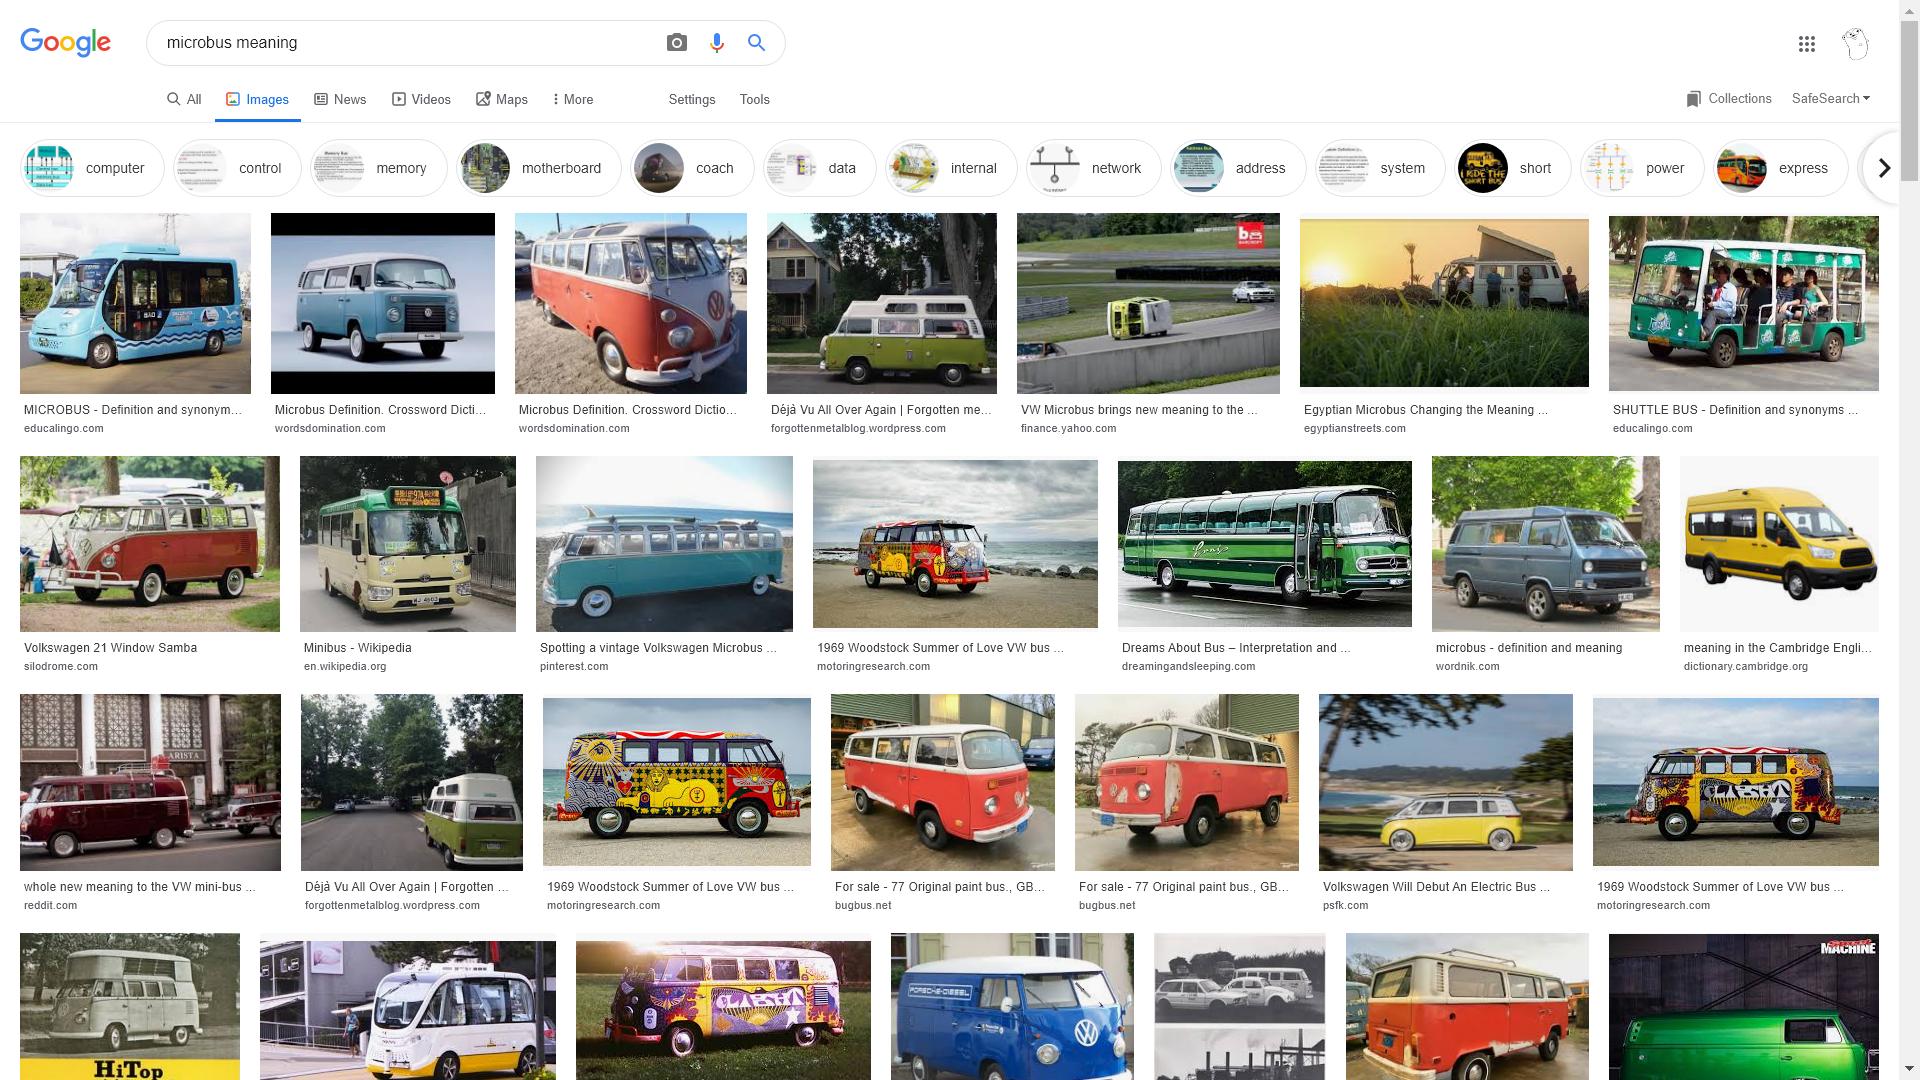 Google
microbus meaning
All
Images
News
Videos
Maps
More
Settings
Tools
Collections
SafeSearch
computer
control
memory
motherboard
coach
data
internal
network
address
system
short
power
express
MICROBUS - Definition and synonym...
educalingo.com
Microbus Definition. Crossword Dicti...
wordsdomination.com
Microbus Definition. Crossword Dictio...
wordsdomination.com
Déjà Vu All Over Again | Forgotten me...
forgottenmetalblog.wordpress.com
VW Microbus brings new meaning to the ...
finance.yahoo.com
Egyptian Microbus Changing the Meaning ...
egyptianstreets.com
SHUTTLE BUS - Definition and synonyms ...
educalingo.com
Volkswagen 21 Window Samba
silodrome.com
Minibus - Wikipedia
en.wikipedia.org
Spotting a vintage Volkswagen Microbus ...
pinterest.com
1969 Woodstock Summer of Love VW bus ...
motoringresearch.com
Dreams About Bus – Interpretation and ...
dreamingandsleeping.com
microbus - definition and meaning
wordnik.com
meaning in the Cambridge Engli...
dictionary.cambridge.org
ARISTA
whole new meaning to the VW mini-bus ...
reddit.com
Déjà Vu All Over Again | Forgotten ...
forgottenmetalblog.wordpress.com
1969 Woodstock Summer of Love VW bus ...
motoringresearch.com
For sale - 77 Original paint bus., GB...
bugbus.net
For sale - 77 Original paint bus., GB...
bugbus.net
Volkswagen Will Debut An Electric Bus ...
psfk.com
1969 Woodstock Summer of Love VW bus ...
motoringresearch.com
HiTop
PORSCHE-DIESEL
Street
MACHINE